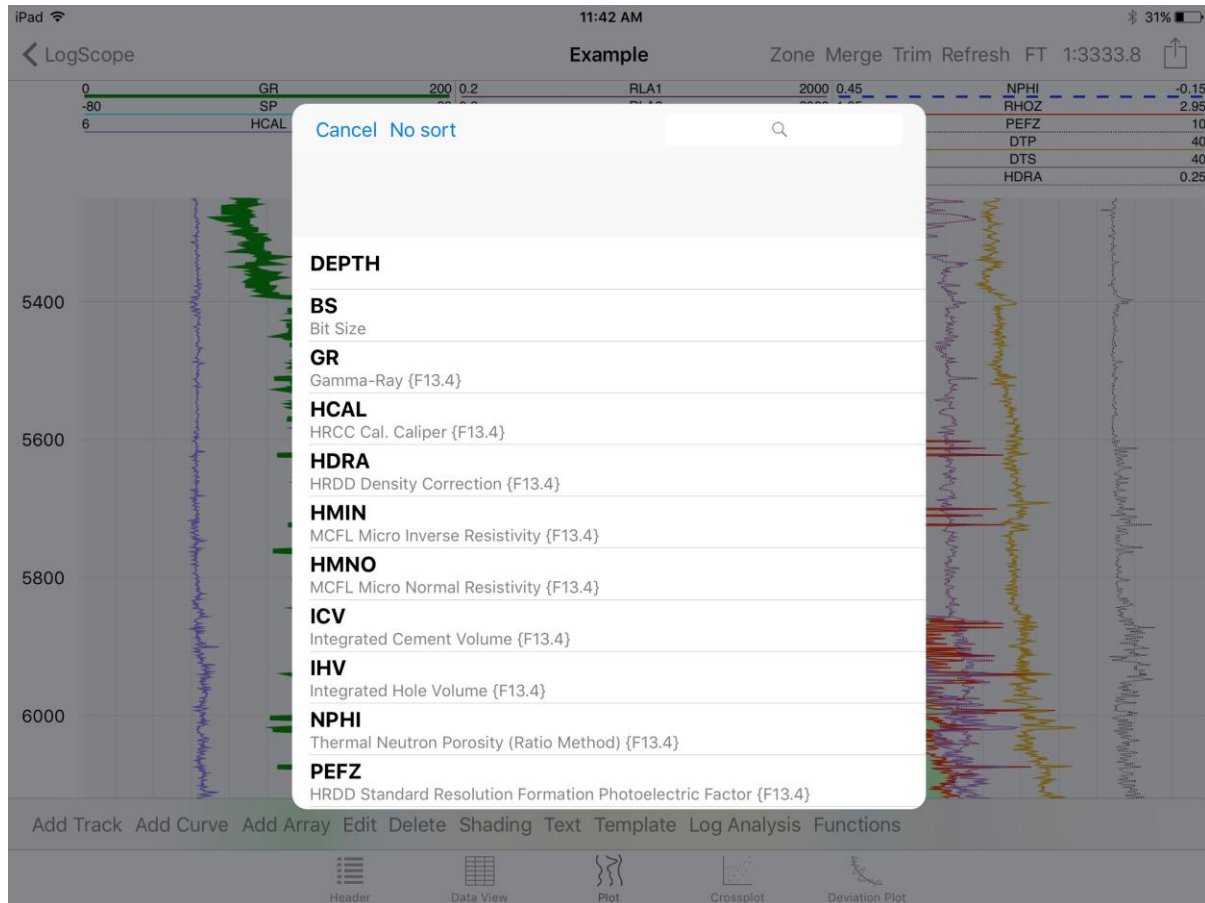 iPad 11:42 AM 31%
LogScope Example Zone Merge Trim Refresh FT 1:3333.8
0 GR 200 0.2 RLA1 2000 0.45 NPHI -0.15
-80 SP RHOZ 2.95
6 HCAL PEFZ 10
DTP 40
DTS 40
HDRA 0.25
Cancel No sort
DEPTH
BS
Bit Size
GR
Gamma-Ray {F13.4}
HCAL
HRCC Cal. Caliper {F13.4}
HDRA
HRDD Density Correction {F13.4}
HMIN
MCFL Micro Inverse Resistivity {F13.4}
HMNO
MCFL Micro Normal Resistivity {F13.4}
ICV
Integrated Cement Volume {F13.4}
IHV
Integrated Hole Volume {F13.4}
NPHI
Thermal Neutron Porosity (Ratio Method) {F13.4}
PEFZ
HRDD Standard Resolution Formation Photoelectric Factor {F13.4}
5400
5600
5800
6000
Add Track Add Curve Add Array Edit Delete Shading Text Template Log Analysis Functions
Header Data View Plot Crossplot Deviation Plot